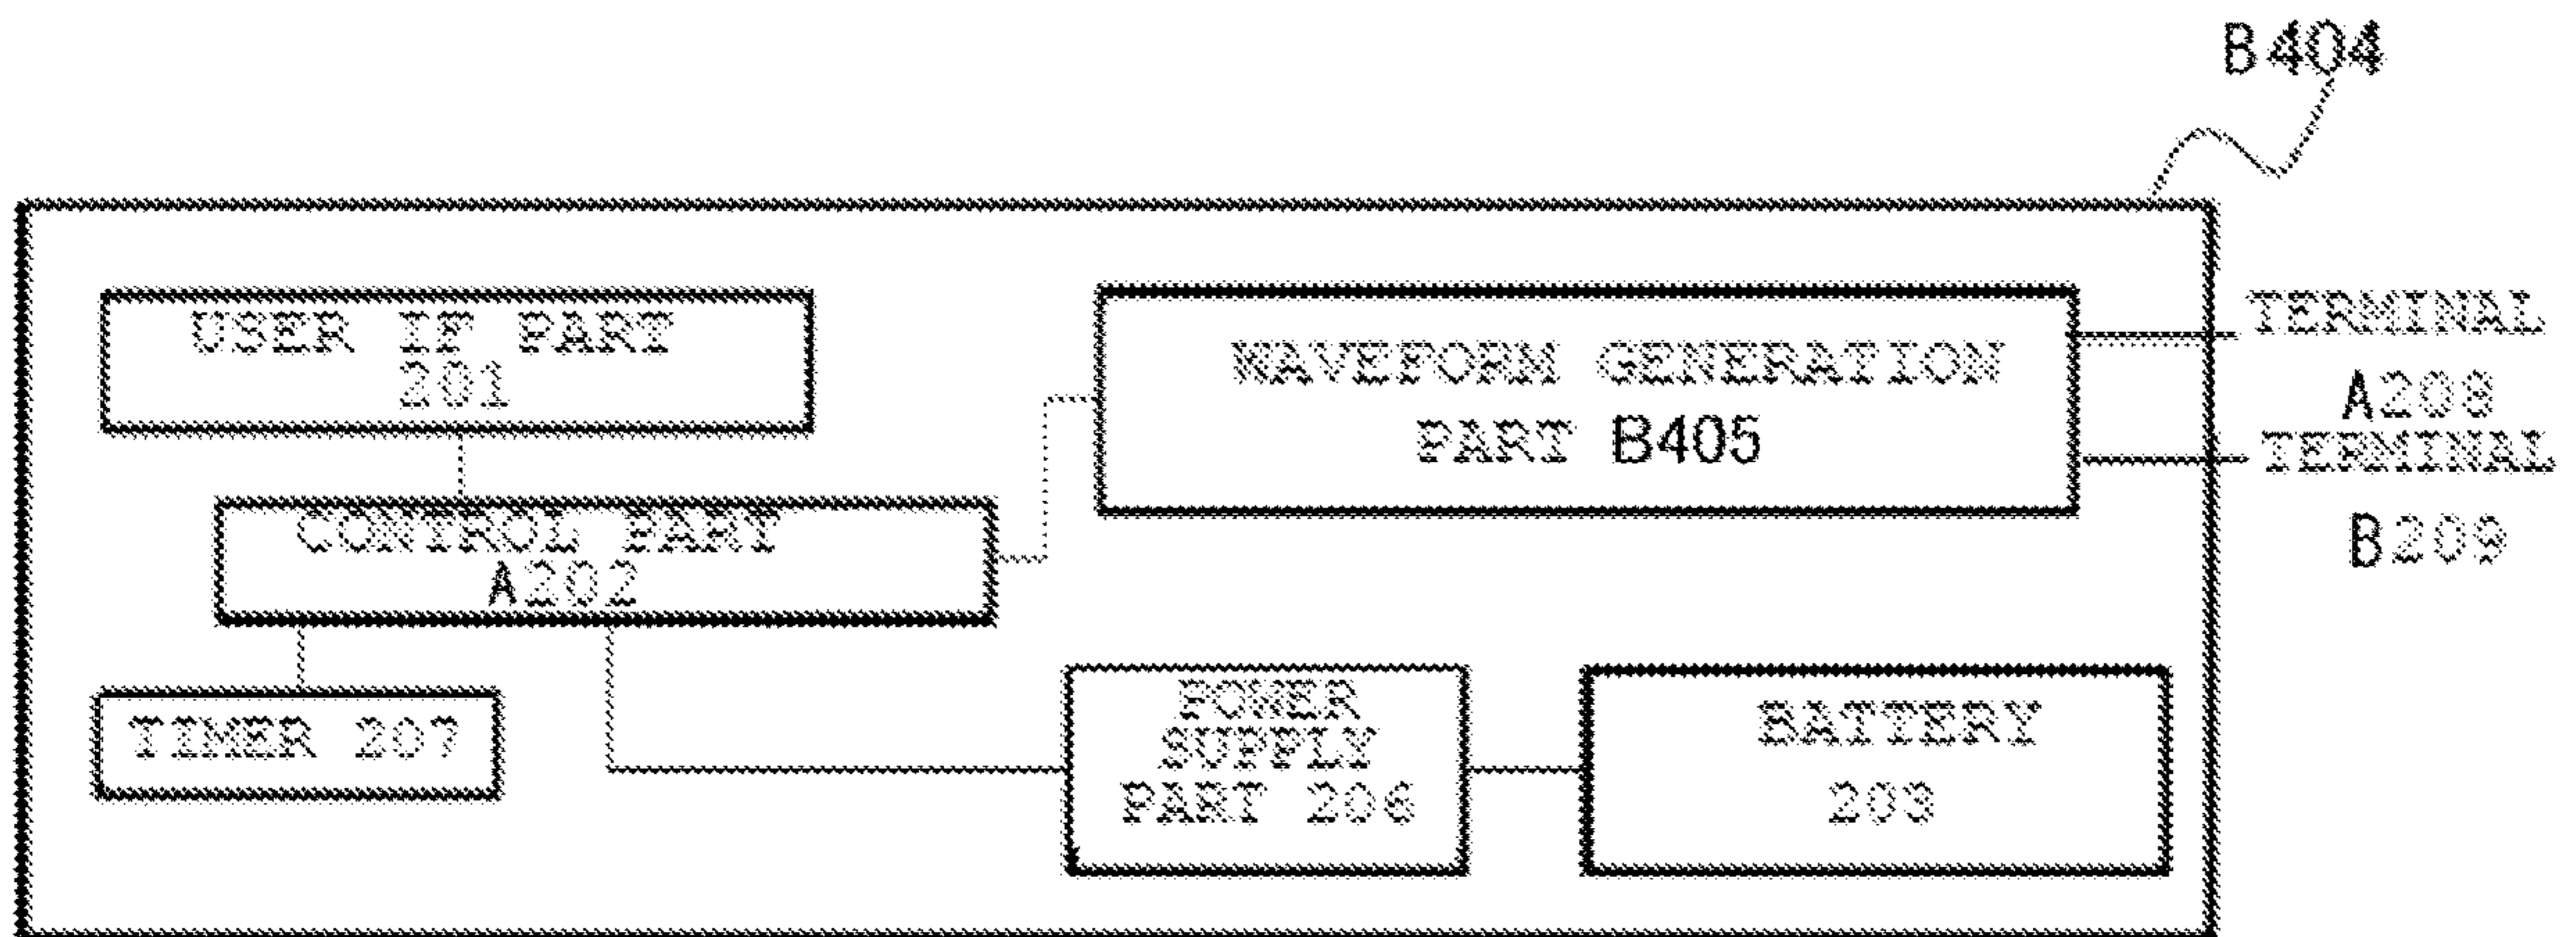 B404
USER IF PART
201
WAVEFORM GENERATION
PART B405
TERMINAL
A208
TERMINAL
B209
CONTROL PART
A202
TIMER 207
POWER
SUPPLY
PART 206
BATTERY
203